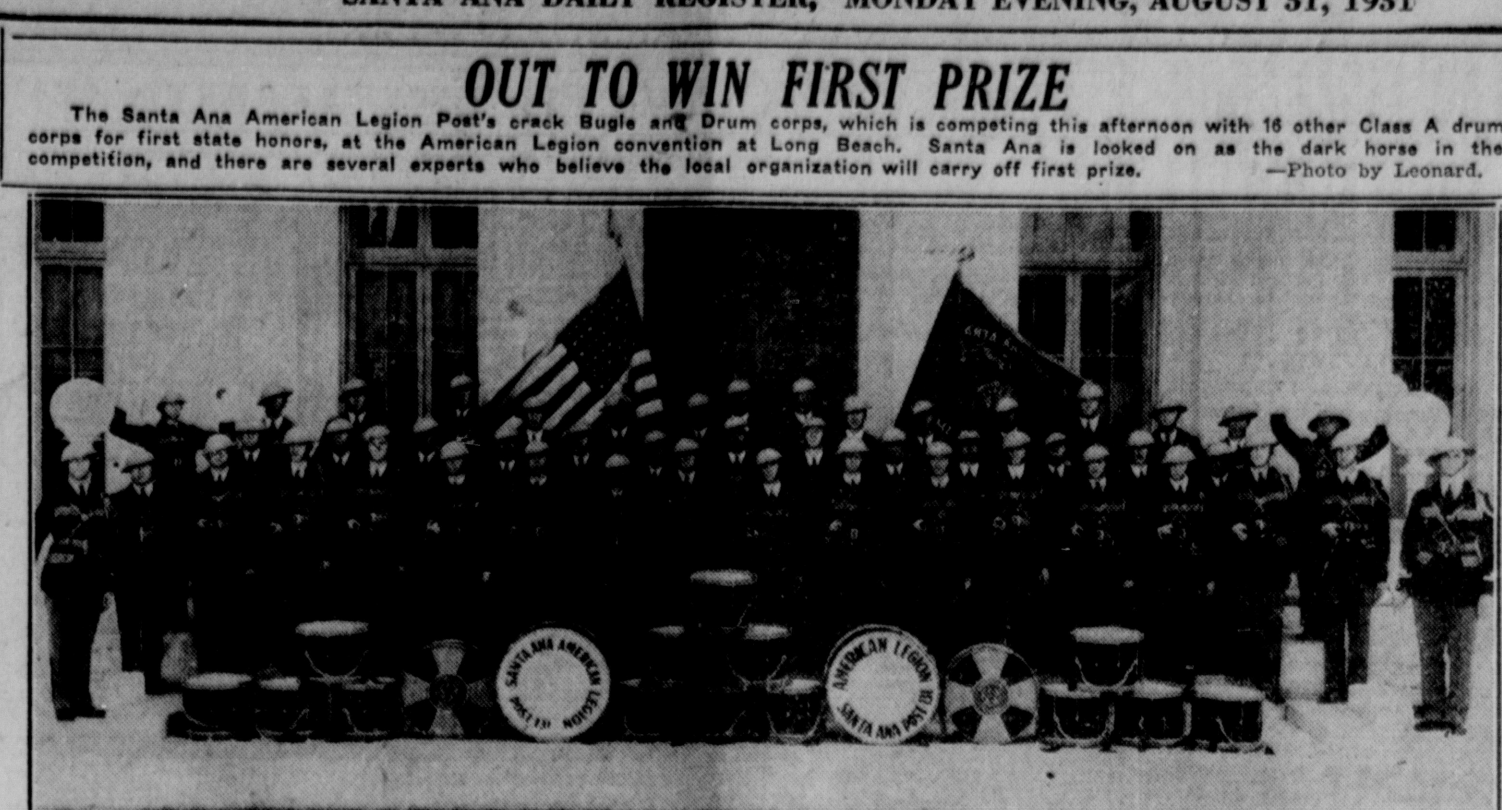 SANTA ANA DAILY REGISTER, MONDAY EVENING, AUGUST 31, 1931
OUT TO WIN FIRST PRIZE
The Santa Ana American Legion Post's crack Bugle and Drum corps, which is competing this afternoon with 16 other Class A drum
corps for first state honors, at the American Legion convention at Long Beach. Santa Ana is looked on as the dark horse in the
competition, and there are several experts who believe the local organization will carry off first prize.
—Photo by Leonard.
SANTA ANA AMERICAN LEGION
POST 131
AMERICAN LEGION
SANTA ANA POST 131